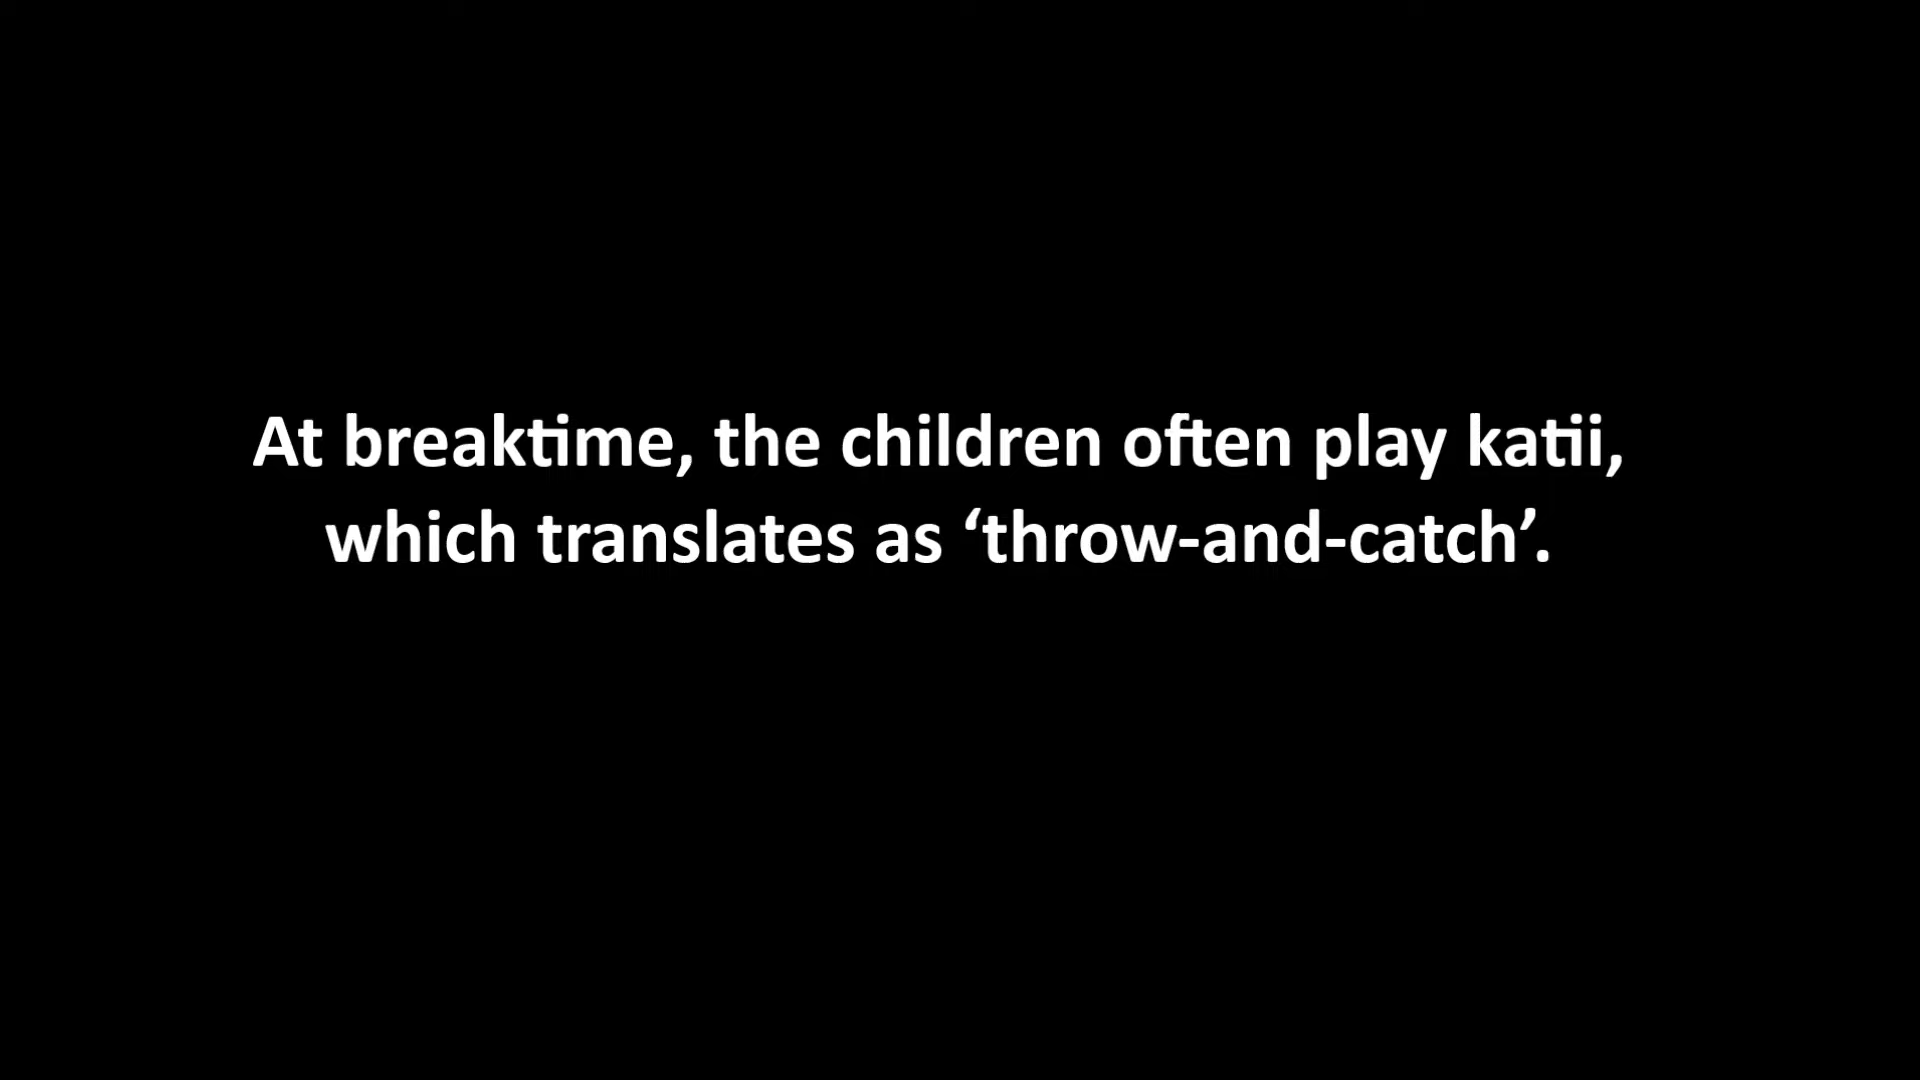 At breaktime, the children often play katii,
which translates as ‘throw-and-catch’.